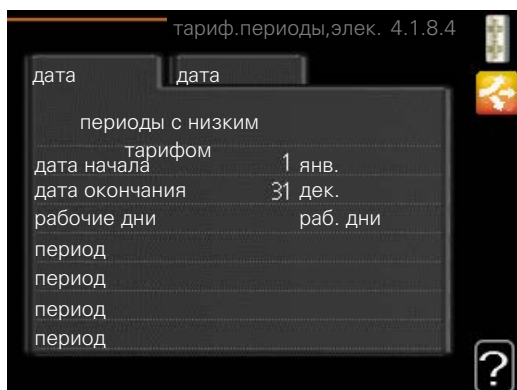 тариф.периоды,элек. 4.1.8.4
дата дата
периоды с низким
тарифом
дата начала 1 янв.
дата окончания 31 дек.
рабочие дни раб. дни
период
период
период
период
?